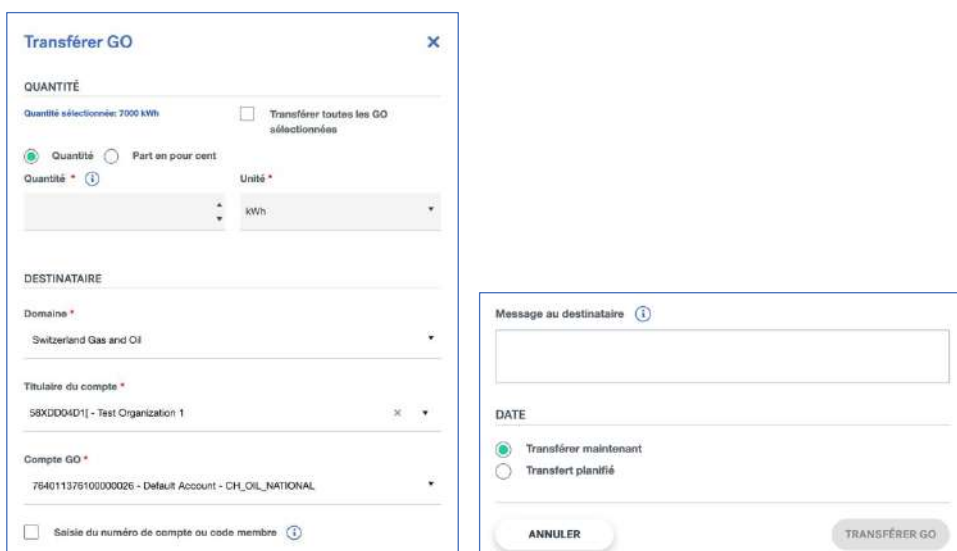 Transférer GO
QUANTITÉ
Quantité sélectionnée: 7000 kWh
Transférer toutes les GO
sélectionnées
Quantité
Part en pour cent
Quantité *
Unité *
kWh
DESTINATAIRE
Domaine *
Switzerland Gas and Oil
Titulaire du compte *
58XDD04D1[ - Test Organization 1
Compte GO *
764011376100000026 - Default Account - CH_OIL_NATIONAL
Saisie du numéro de compte ou code membre
Message au destinataire
DATE
Transférer maintenant
Transfert planifié
ANNULER
TRANSFÉRER GO